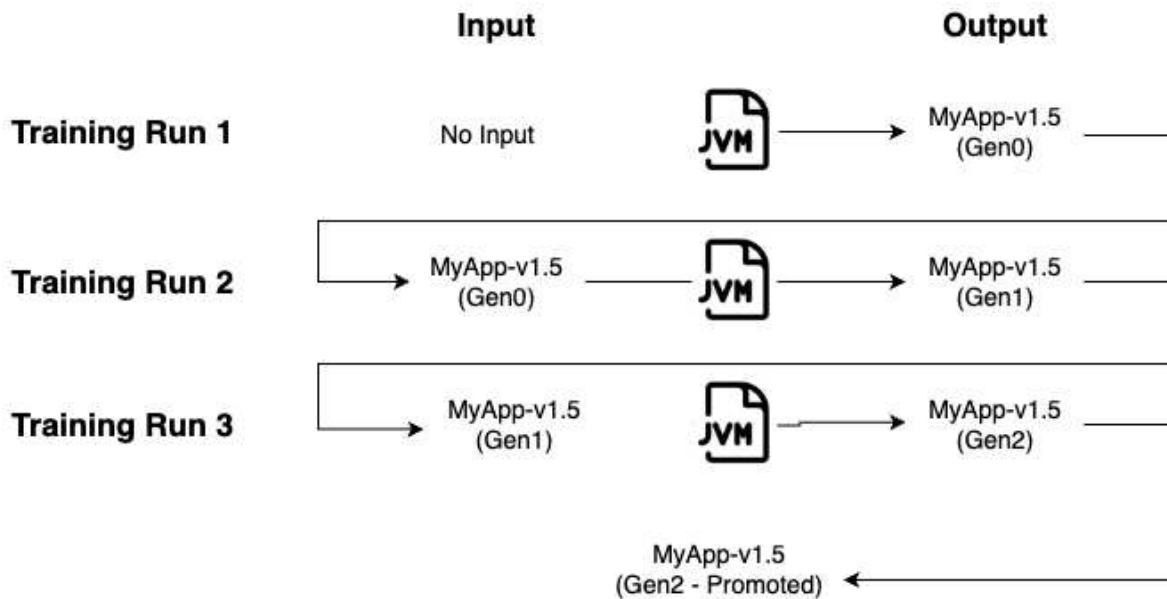 Input
Output
Training Run 1
No Input
JVM
MyApp-v1.5
(Gen0)
Training Run 2
MyApp-v1.5
(Gen0)
JVM
MyApp-v1.5
(Gen1)
Training Run 3
MyApp-v1.5
(Gen1)
JVM
MyApp-v1.5
(Gen2)
MyApp-v1.5
(Gen2 - Promoted)